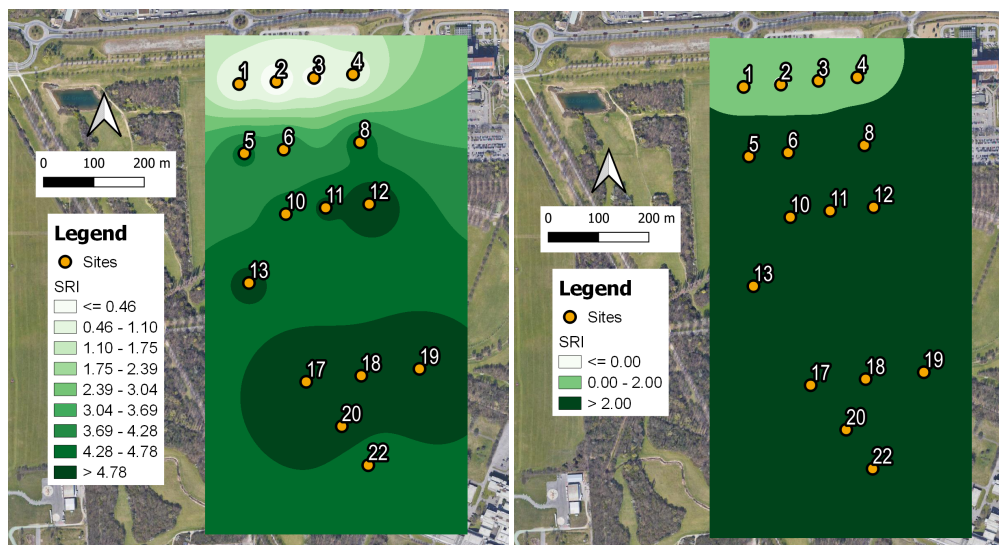 1 2 3 4
5 6 8
10 11 12
13
17 18 19
20
22
0 100 200 m
Legend
Sites
SRI
<= 0.46
0.46 - 1.10
1.10 - 1.75
1.75 - 2.39
2.39 - 3.04
3.04 - 3.69
3.69 - 4.28
4.28 - 4.78
> 4.78
1 2 3 4
5 6 8
10 11 12
13
17 18 19
20
22
0 100 200 m
Legend
Sites
SRI
<= 0.00
0.00 - 2.00
> 2.00